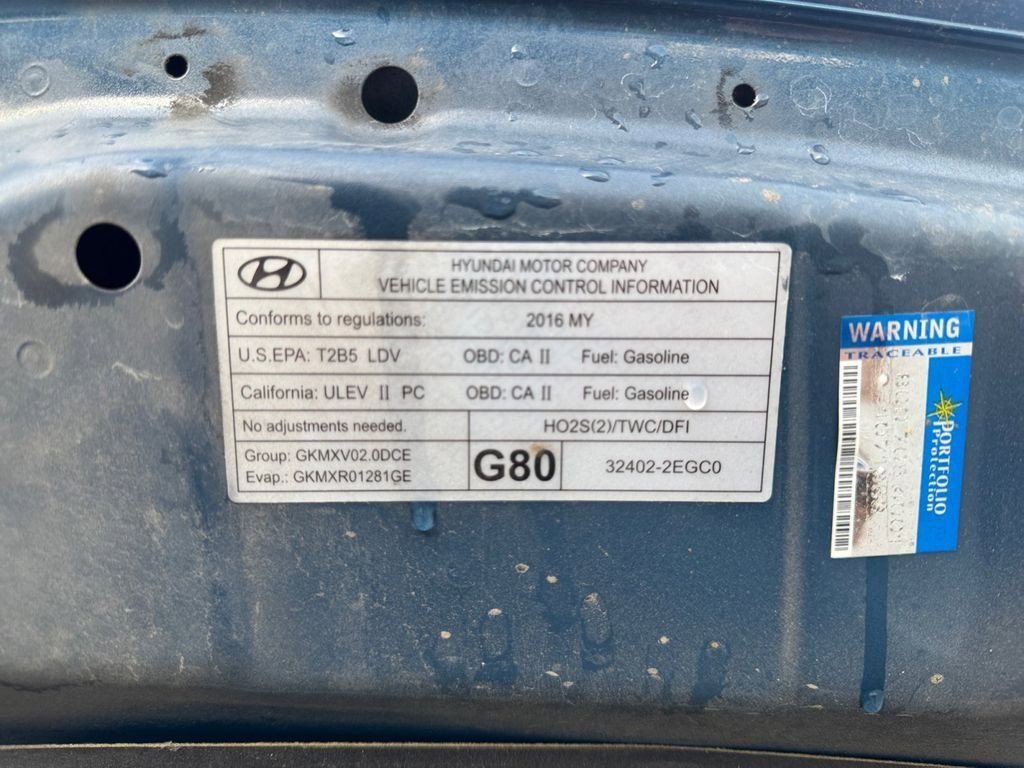 HYUNDAI MOTOR COMPANY
VEHICLE EMISSION CONTROL INFORMATION
Conforms to regulations: 2016 MY
U.S.EPA: T2B5 LDV OBD: CA II Fuel: Gasoline
California: ULEV II PC OBD: CA II Fuel: Gasoline
No adjustments needed. HO2S(2)/TWC/DFI
Group: GKMXV02.0DCE
Evap.: GKMXR01281GE
G80
32402-2EGC0
WARNING
TRACEABLE
PORTFOLIO
Protection